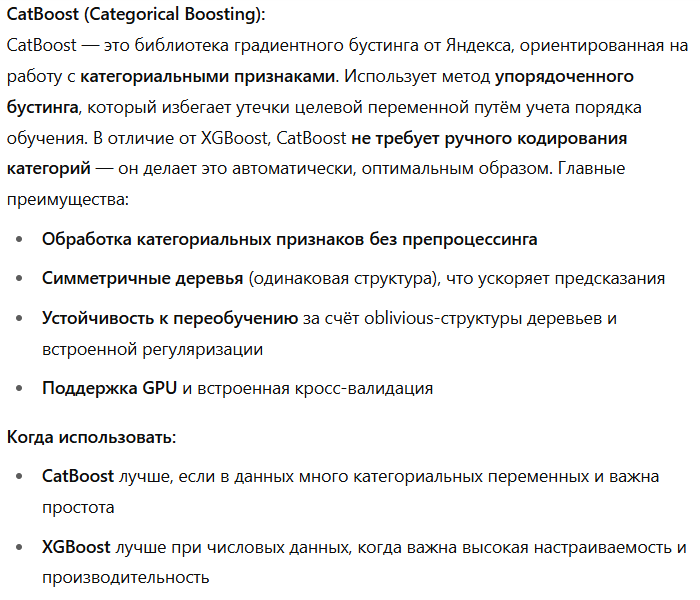 CatBoost (Categorical Boosting):
CatBoost — это библиотека градиентного бустинга от Яндекса, ориентированная на
работу с категориальными признаками. Использует метод упорядоченного
бустинга, который избегает утечки целевой переменной путём учета порядка
обучения. В отличие от XGBoost, CatBoost не требует ручного кодирования
категорий — он делает это автоматически, оптимальным образом. Главные
преимущества:
• Обработка категориальных признаков без препроцессинга
• Симметричные деревья (одинаковая структура), что ускоряет предсказания
• Устойчивость к переобучению за счёт oblivious-структуры деревьев и
встроенной регуляризации
• Поддержка GPU и встроенная кросс-валидация
Когда использовать:
• CatBoost лучше, если в данных много категориальных переменных и важна
простота
• XGBoost лучше при числовых данных, когда важна высокая настраиваемость и
производительность